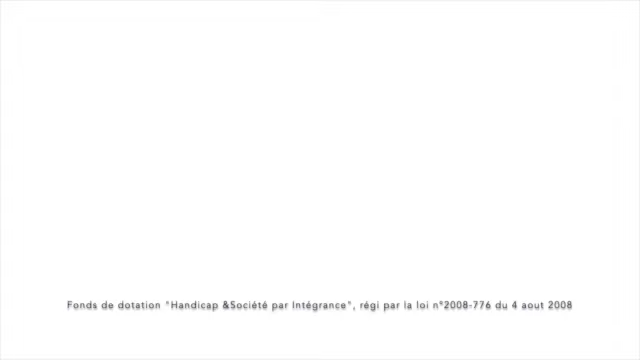 Fonds de dotation "Handicap &Société par Intégrance", régi par la loi n°2008-776 du 4 aout 2008